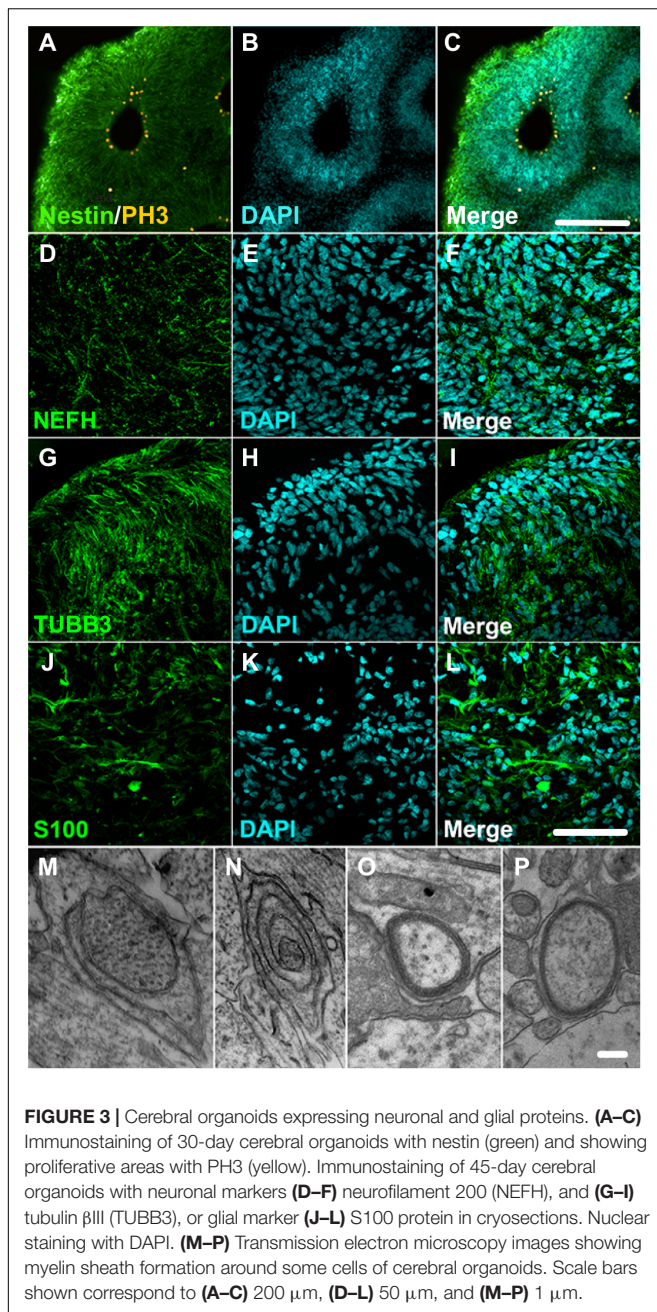 A B C
Nestin/PH3 DAPI Merge
D E F
NEFH DAPI Merge
G H I
TUBB3 DAPI Merge
J K L
S100 DAPI Merge
M N O P
FIGURE 3 | Cerebral organoids expressing neuronal and glial proteins. (A–C)
Immunostaining of 30-day cerebral organoids with nestin (green) and showing
proliferative areas with PH3 (yellow). Immunostaining of 45-day cerebral
organoids with neuronal markers (D–F) neurofilament 200 (NEFH), and (G–I)
tubulin βIII (TUBB3), or glial marker (J–L) S100 protein in cryosections. Nuclear
staining with DAPI. (M–P) Transmission electron microscopy images showing
myelin sheath formation around some cells of cerebral organoids. Scale bars
shown correspond to (A–C) 200 μm, (D–L) 50 μm, and (M–P) 1 μm.